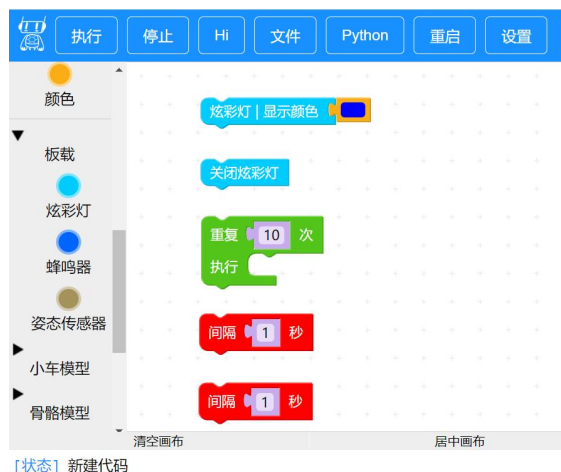 执行 停止 Hi 文件 Python 重启 设置
颜色
板载
炫彩灯
蜂鸣器
姿态传感器
小车模型
骨骼模型
炫彩灯 | 显示颜色
关闭炫彩灯
重复 10 次
执行
间隔 1 秒
间隔 1 秒
清空画布 居中画布
[状态] 新建代码